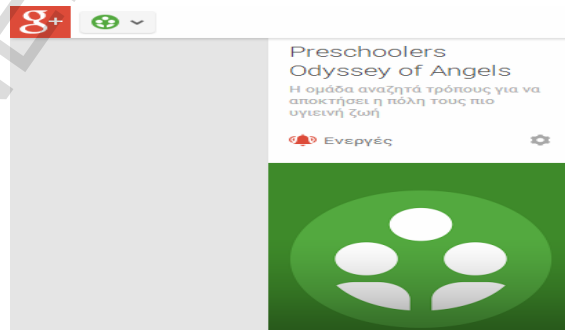 g+
Preschoolers
Odyssey of Angels
Η ομάδα αναζητά τρόπους για να
αποκτήσει η πόλη τους πιο
υγιεινή ζωή
Ενεργές